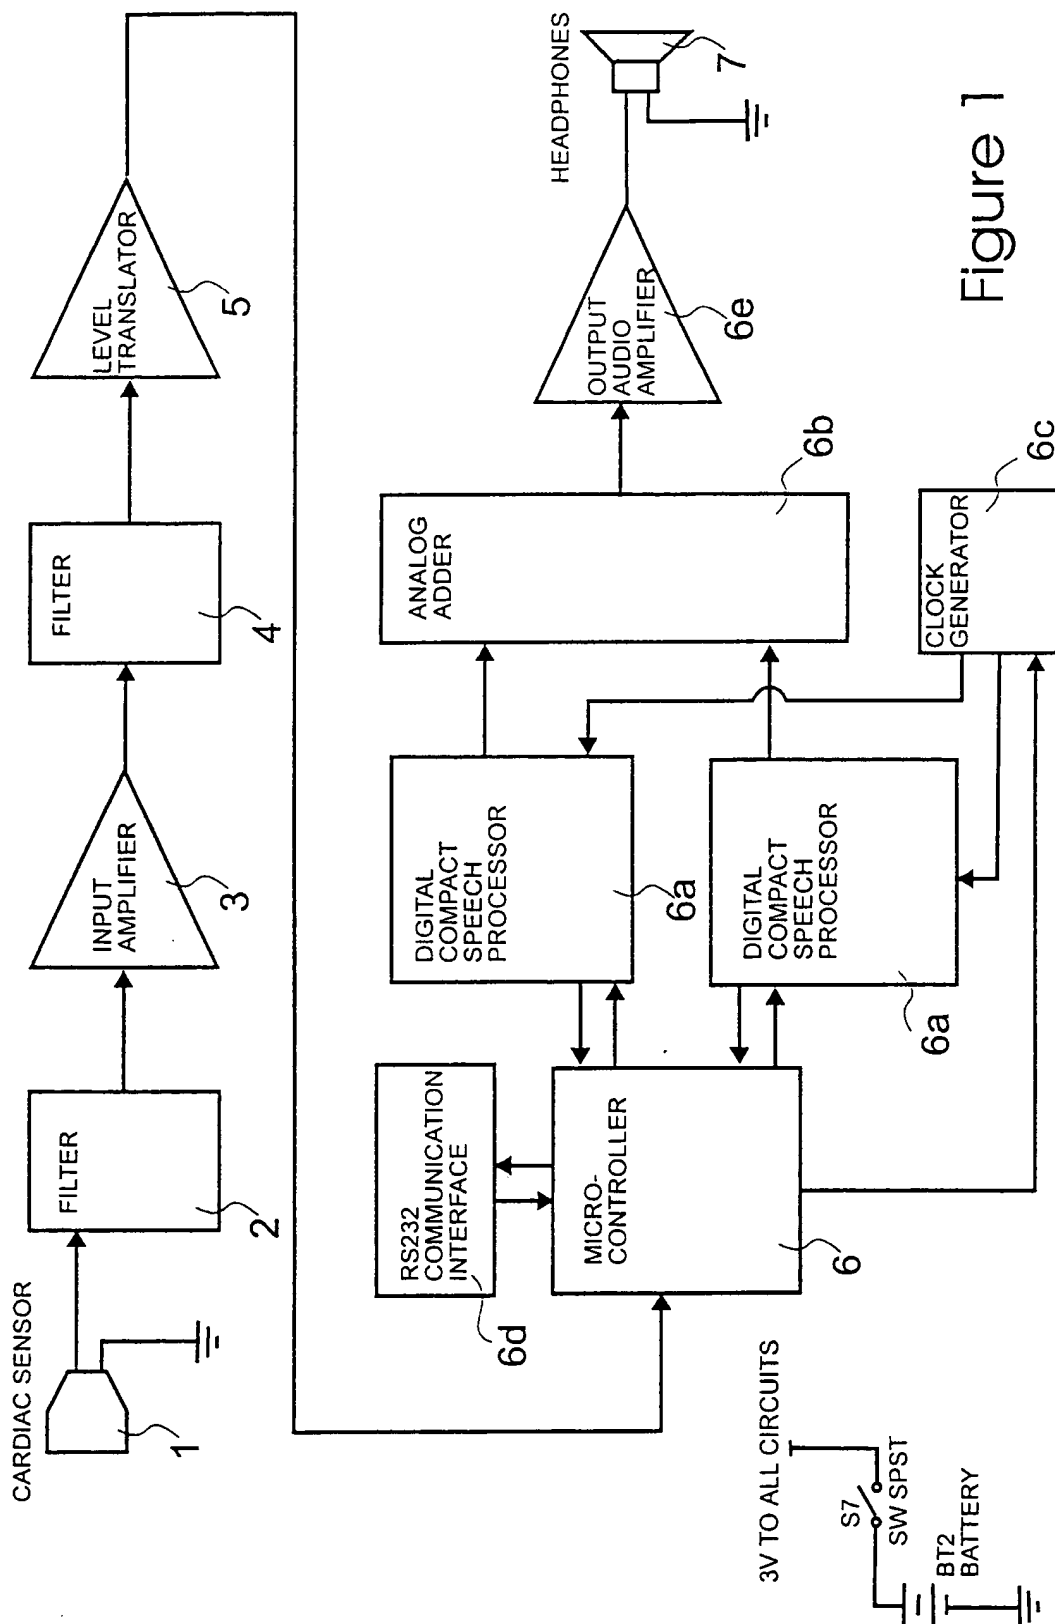 CARDIAC SENSOR
1
FILTER
2
INPUT
AMPLIFIER
3
FILTER
4
LEVEL
TRANSLATOR
5
RS232
COMMUNICATION
INTERFACE
6d
MICRO-
CONTROLLER
6
DIGITAL
COMPACT
SPEECH
PROCESSOR
6a
DIGITAL
COMPACT
SPEECH
PROCESSOR
6a
ANALOG
ADDER
6b
CLOCK
GENERATOR
6c
OUTPUT
AUDIO
AMPLIFIER
6e
HEADPHONES
7
3V TO ALL CIRCUITS
S7
SW SPST
BT2
BATTERY
Figure 1